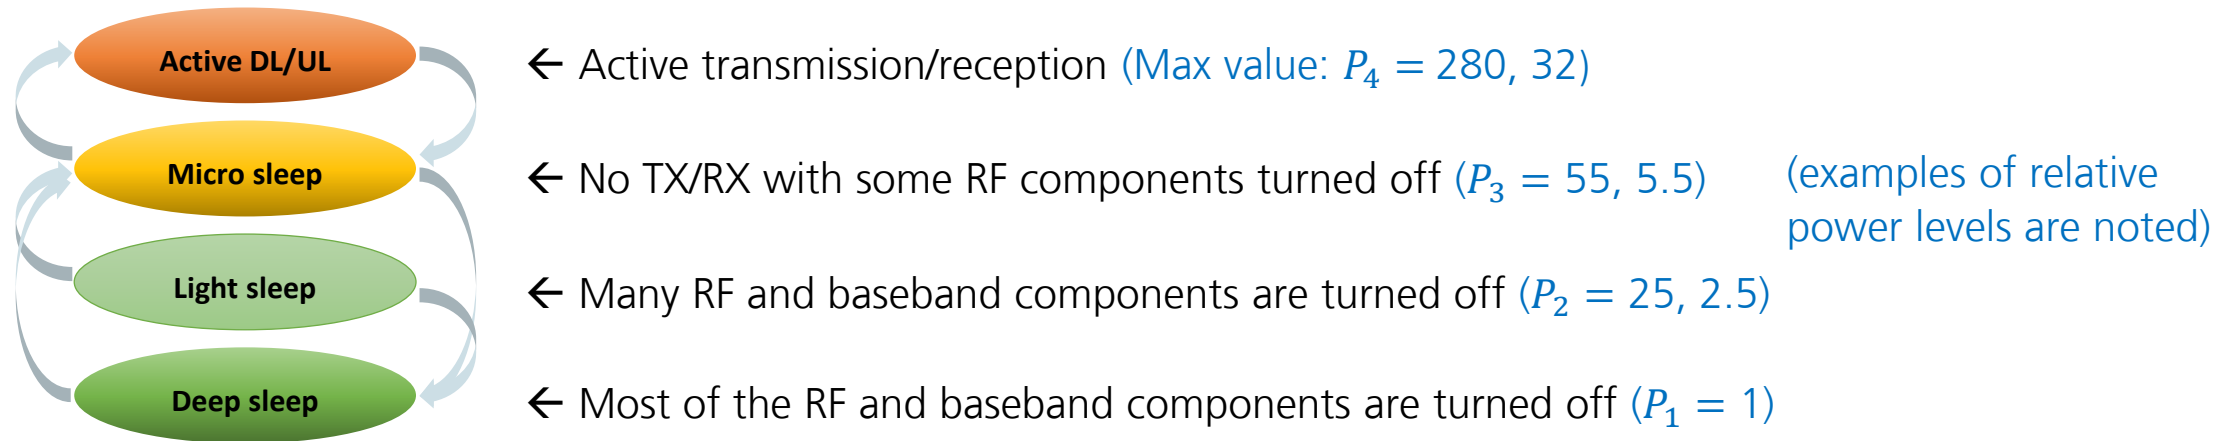 Active DL/UL
← Active transmission/reception (Max value: P₄ = 280, 32)
Micro sleep
← No TX/RX with some RF components turned off (P₃ = 55, 5.5)
(examples of relative
power levels are noted)
Light sleep
← Many RF and baseband components are turned off (P₂ = 25, 2.5)
Deep sleep
← Most of the RF and baseband components are turned off (P₁ = 1)